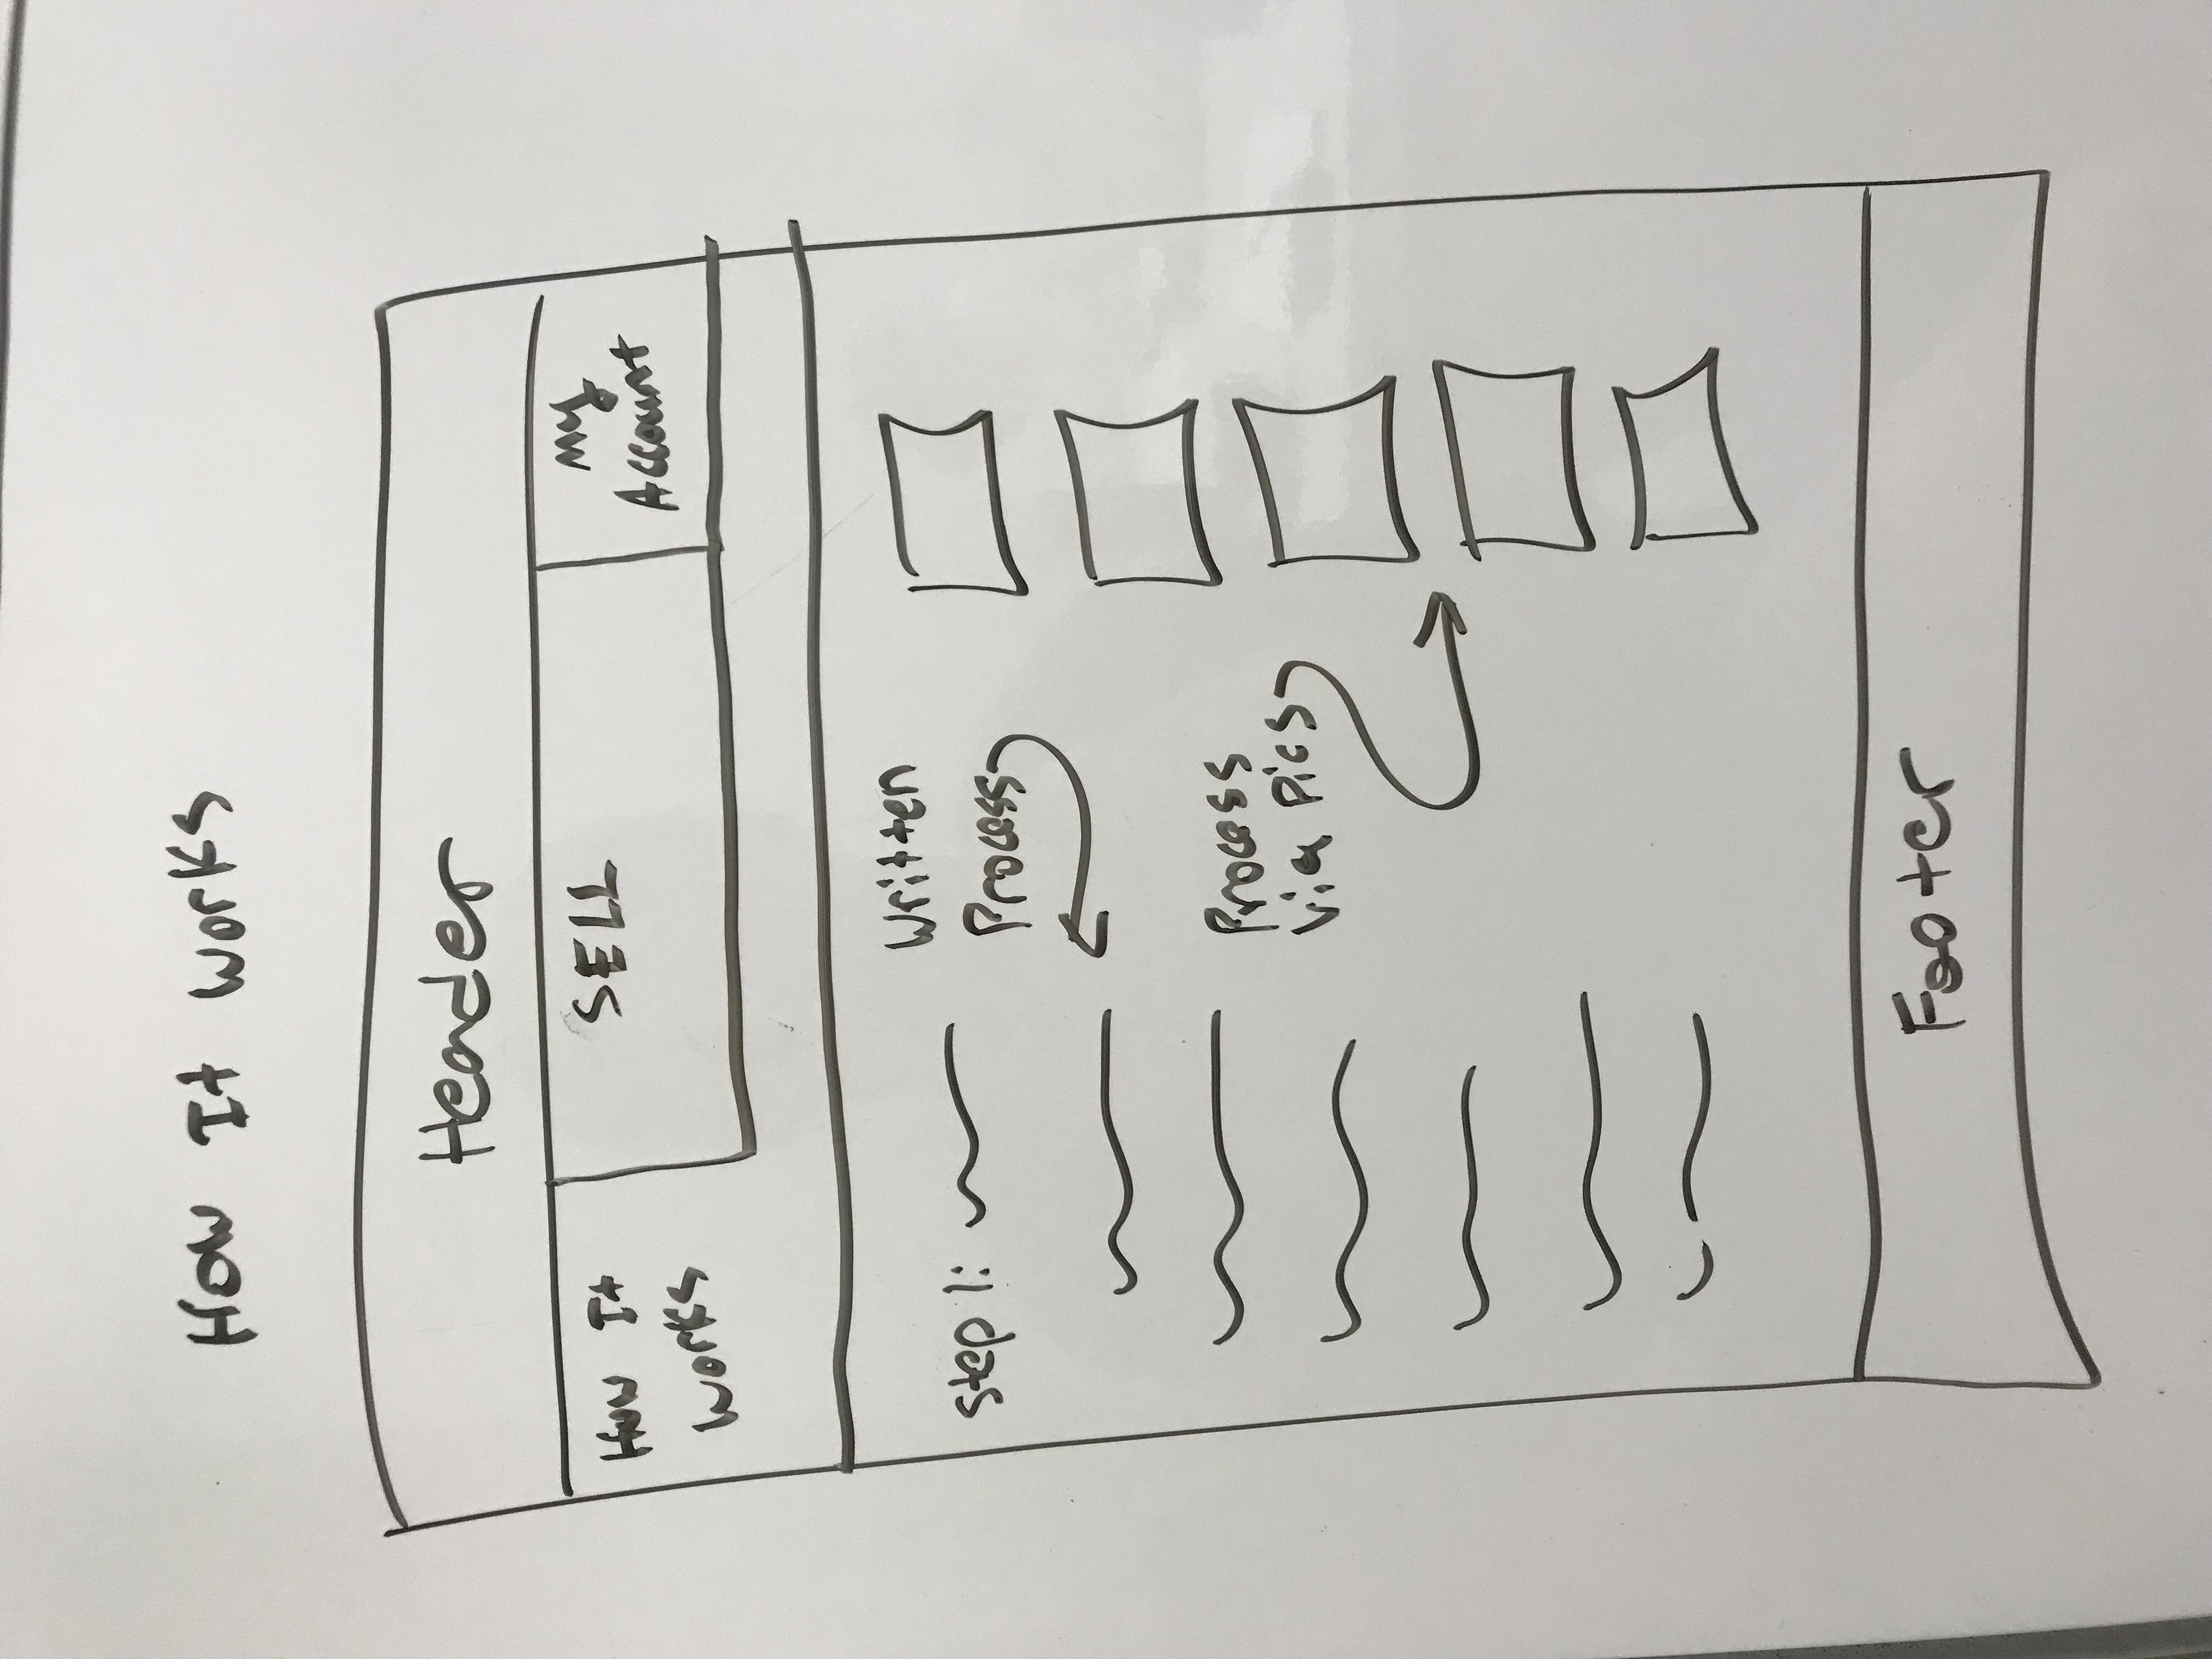 How It Works
Header
How It
Works
SELL
My
Account
Step 1:
Written
Process
Process
Via Pics
Footer